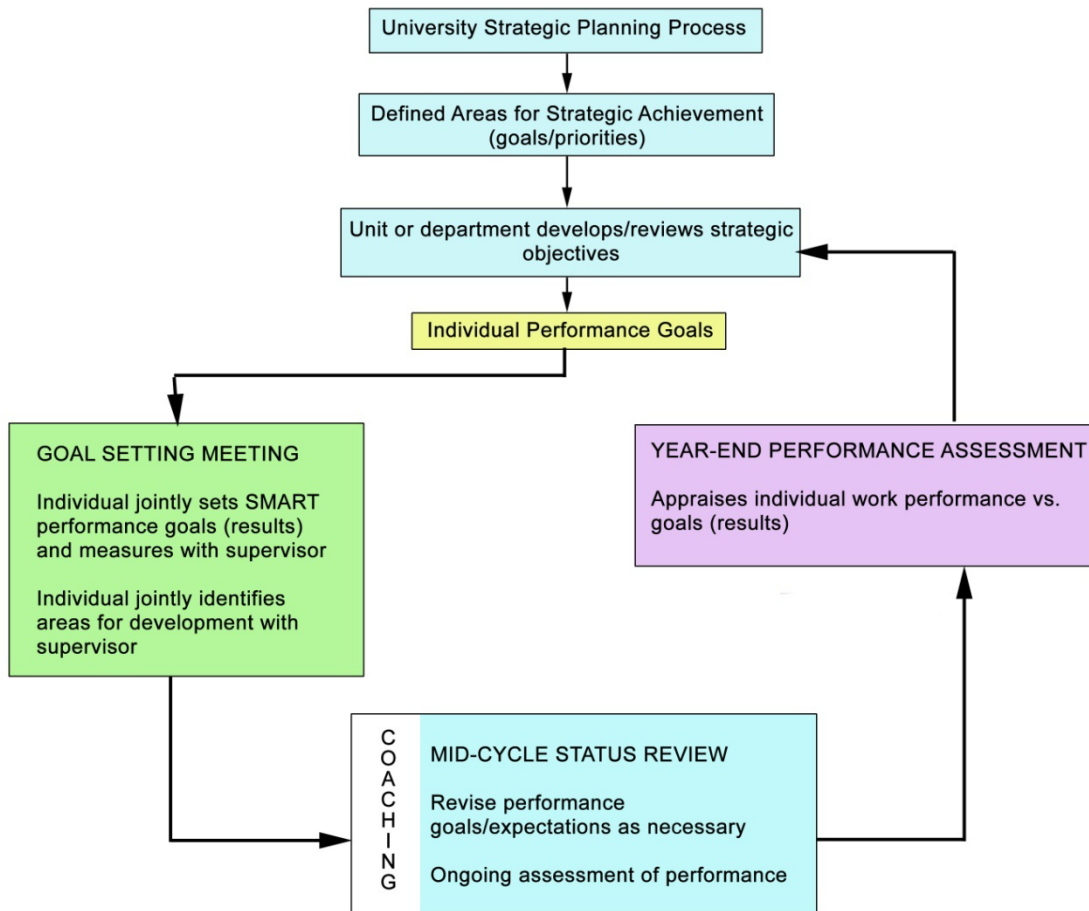 University Strategic Planning Process
Defined Areas for Strategic Achievement
(goals/priorities)
Unit or department develops/reviews strategic
objectives
Individual Performance Goals
GOAL SETTING MEETING
Individual jointly sets SMART
performance goals (results)
and measures with supervisor
Individual jointly identifies
areas for development with
supervisor
YEAR-END PERFORMANCE ASSESSMENT
Appraises individual work performance vs.
goals (results)
COACHING
MID-CYCLE STATUS REVIEW
Revise performance
goals/expectations as necessary
Ongoing assessment of performance